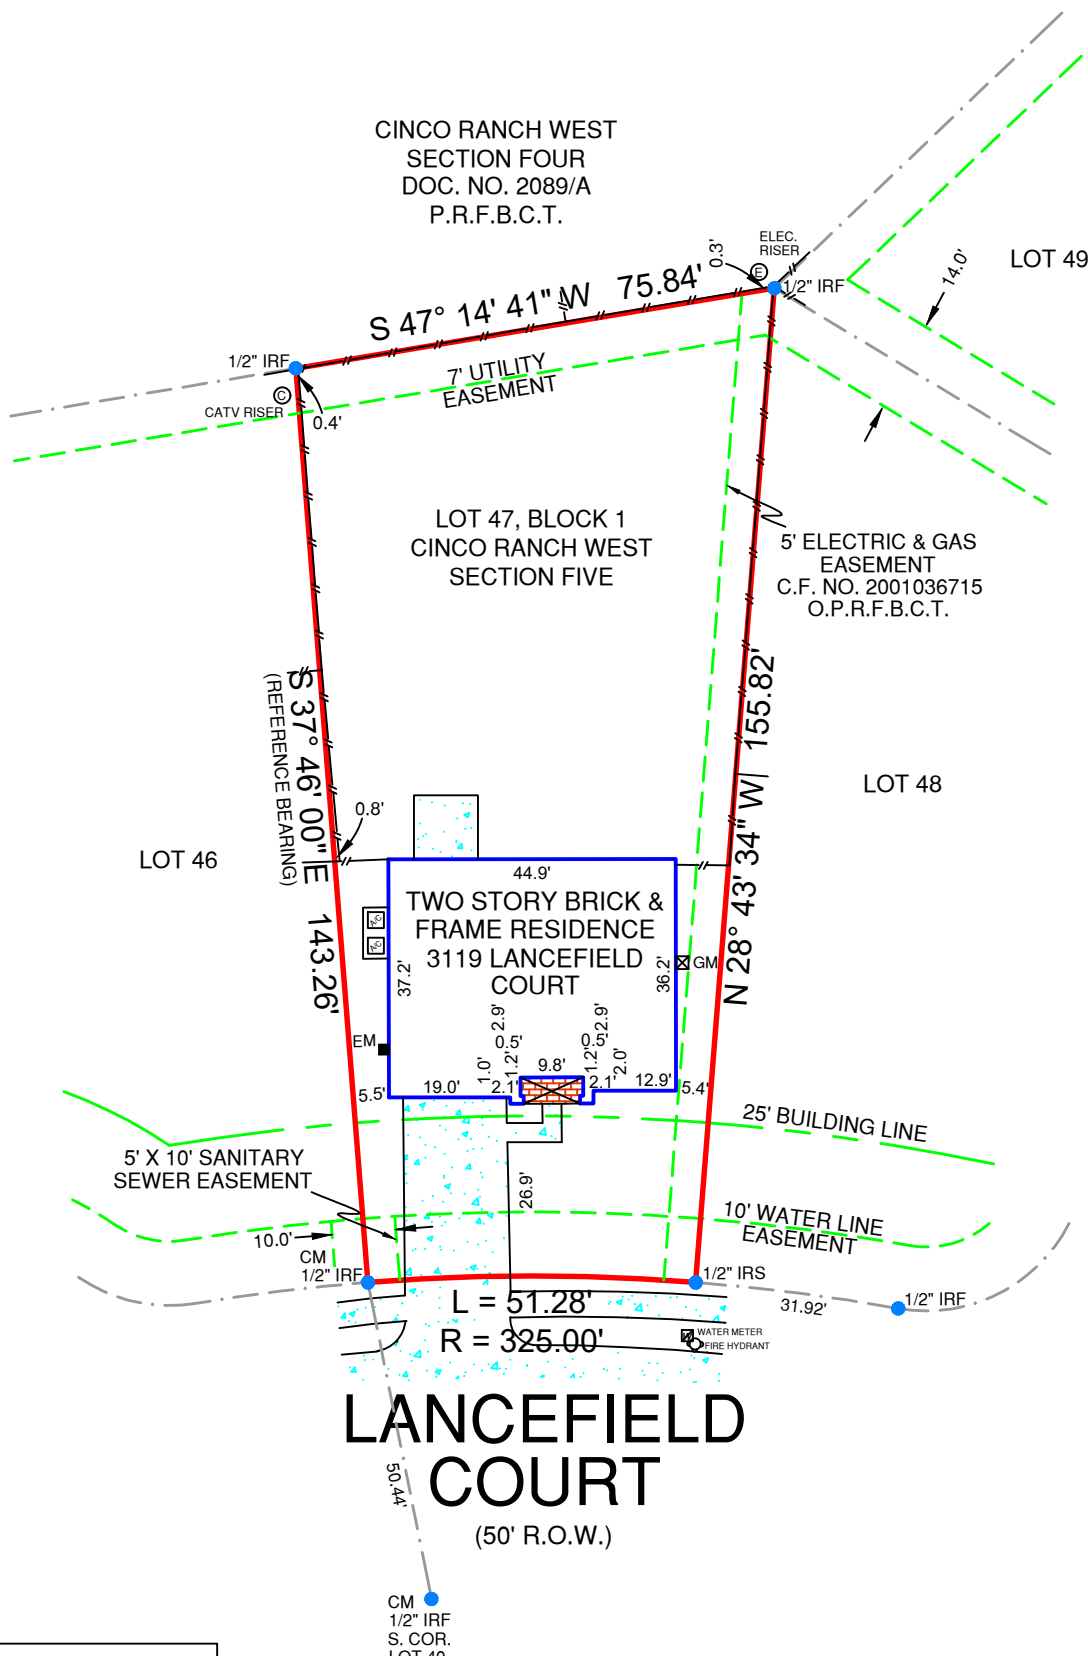 CINCO RANCH WEST
SECTION FOUR
DOC. NO. 2089/A
P.R.F.B.C.T.
ELEC.
RISER
E
0.3'
1/2" IRF
LOT 49
14.0'
S 47° 14' 41" W 75.84'
1/2" IRF
C
CATV RISER
0.4'
7' UTILITY
EASEMENT
LOT 47, BLOCK 1
CINCO RANCH WEST
SECTION FIVE
5' ELECTRIC & GAS
EASEMENT
C.F. NO. 2001036715
O.P.R.F.B.C.T.
S 37° 46' 00" E 143.26'
(REFERENCE BEARING)
N 28° 43' 34" W 155.82'
LOT 48
LOT 46
0.8'
44.9'
TWO STORY BRICK &
FRAME RESIDENCE
3119 LANCEFIELD
COURT
A/C
A/C
37.2'
36.2'
GM
EM
2.9'
0.5'
1.2'
1.0'
9.8'
2.9'
0.5'
1.2'
2.0'
5.5'
19.0'
2.1'
2.1'
12.9'
5.4'
25' BUILDING LINE
5' X 10' SANITARY
SEWER EASEMENT
26.9'
10' WATER LINE
EASEMENT
10.0'
CM
1/2" IRF
1/2" IRS
31.92'
1/2" IRF
L = 51.28'
R = 325.00'
WATER METER
FIRE HYDRANT
LANCEFIELD
COURT
(50' R.O.W.)
50.44'
CM
1/2" IRF
S. COR.
LOT 40